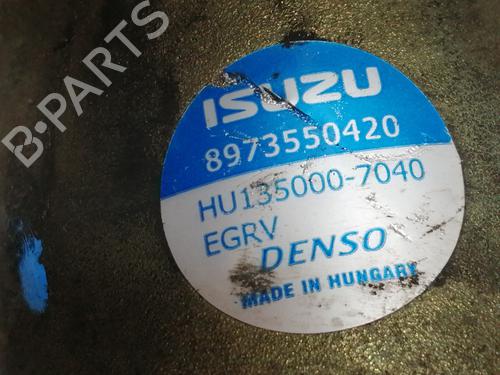 B-PARTS
ISUZU
8973550420
HU135000-7040
EGRV
DENSO
MADE IN HUNGARY